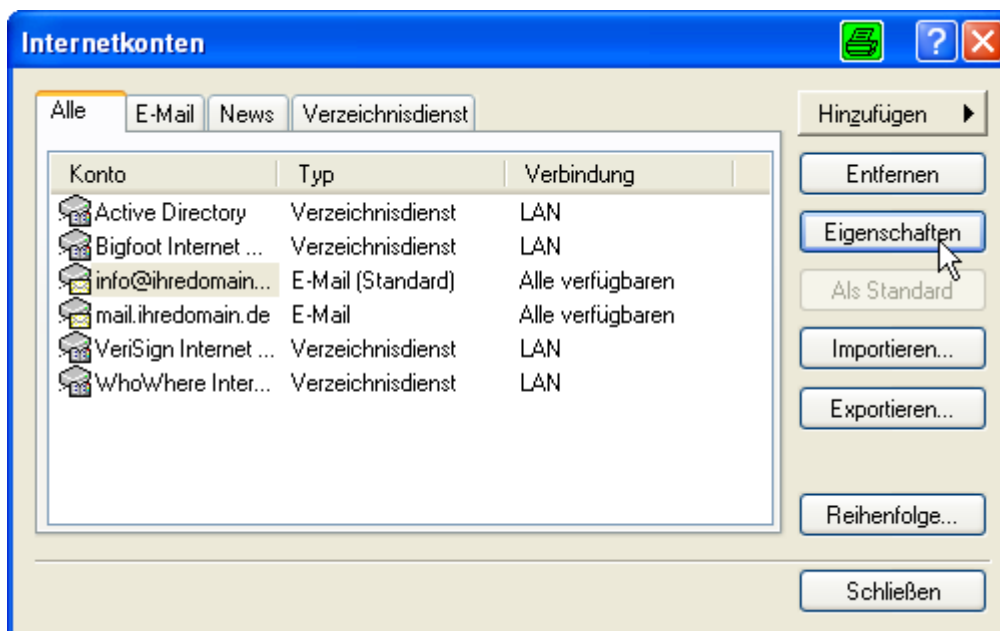 Internetkonten
Alle E-Mail News Verzeichnisdienst
Hinzufügen
Konto Typ Verbindung
Entfernen
Active Directory Verzeichnisdienst LAN
Bigfoot Internet ... Verzeichnisdienst LAN
Eigenschaften
info@ihredomain... E-Mail (Standard) Alle verfügbaren
Als Standard
mail.ihredomain.de E-Mail Alle verfügbaren
VeriSign Internet ... Verzeichnisdienst LAN
Importieren...
WhoWhere Inter... Verzeichnisdienst LAN
Exportieren...
Reihenfolge...
Schließen